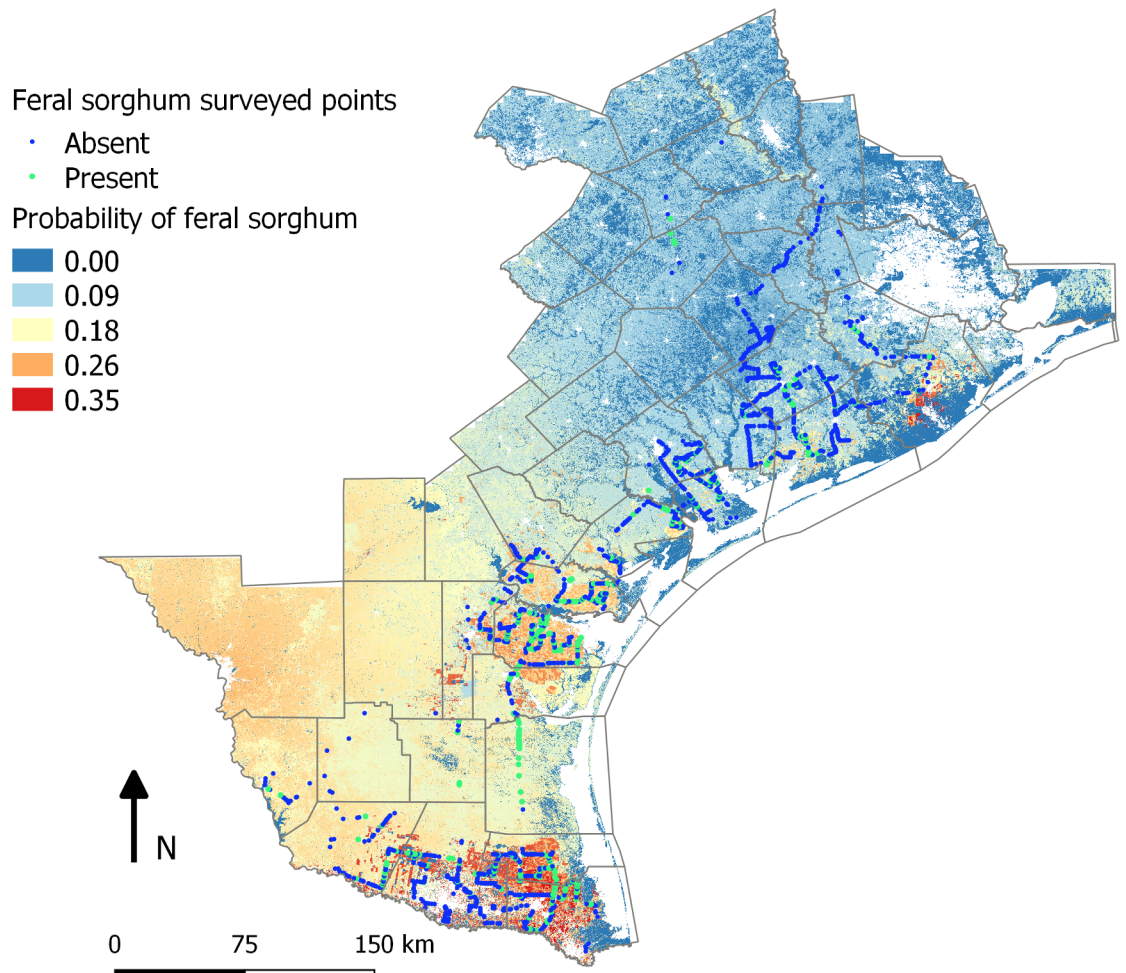 Feral sorghum surveyed points
Absent
Present
Probability of feral sorghum
0.00
0.09
0.18
0.26
0.35
N
0 75 150 km